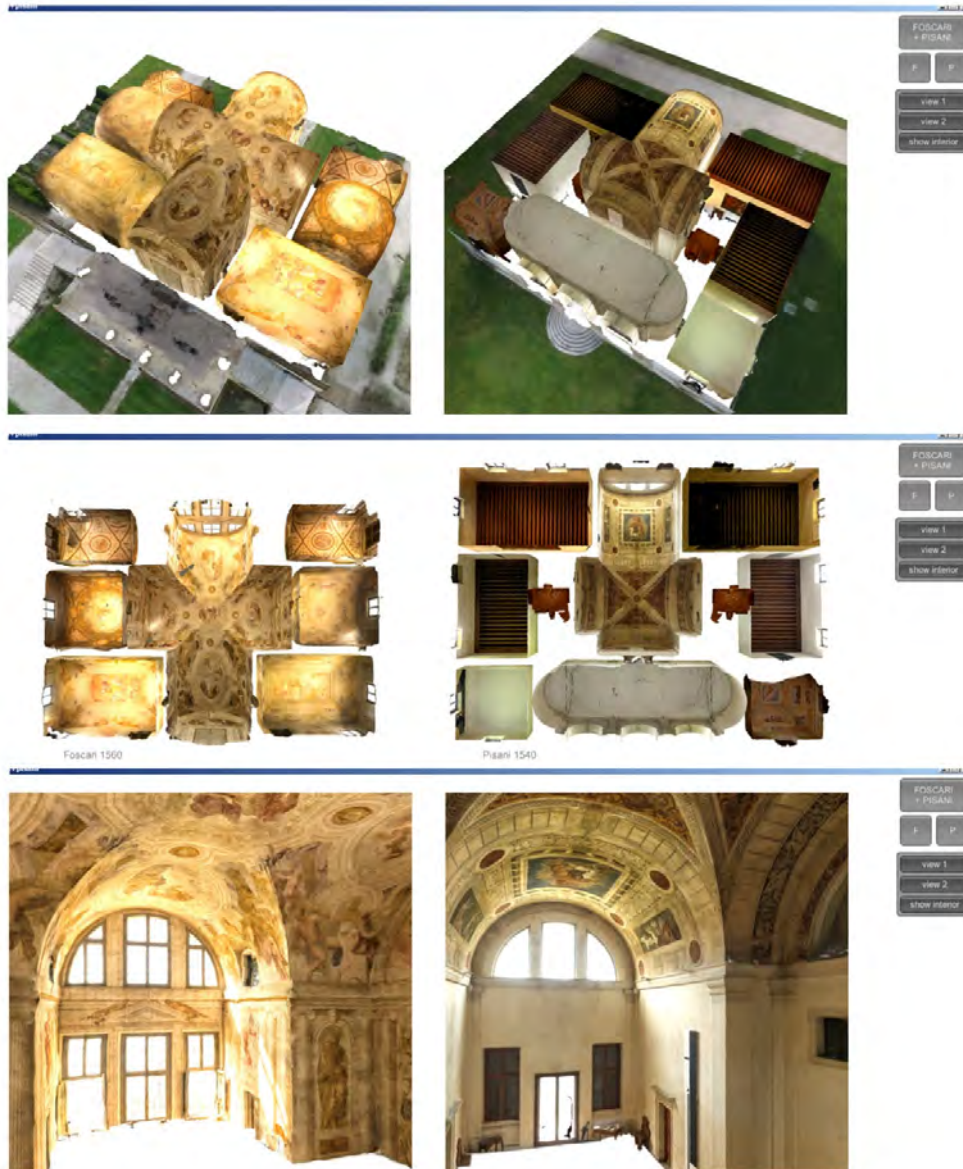 FOSCARI
+ PISANI
F P
view 1
view 2
show interior
FOSCARI
+ PISANI
F P
view 1
view 2
show interior
Foscari 1560
Pisani 1540
FOSCARI
+ PISANI
F P
view 1
view 2
show interior